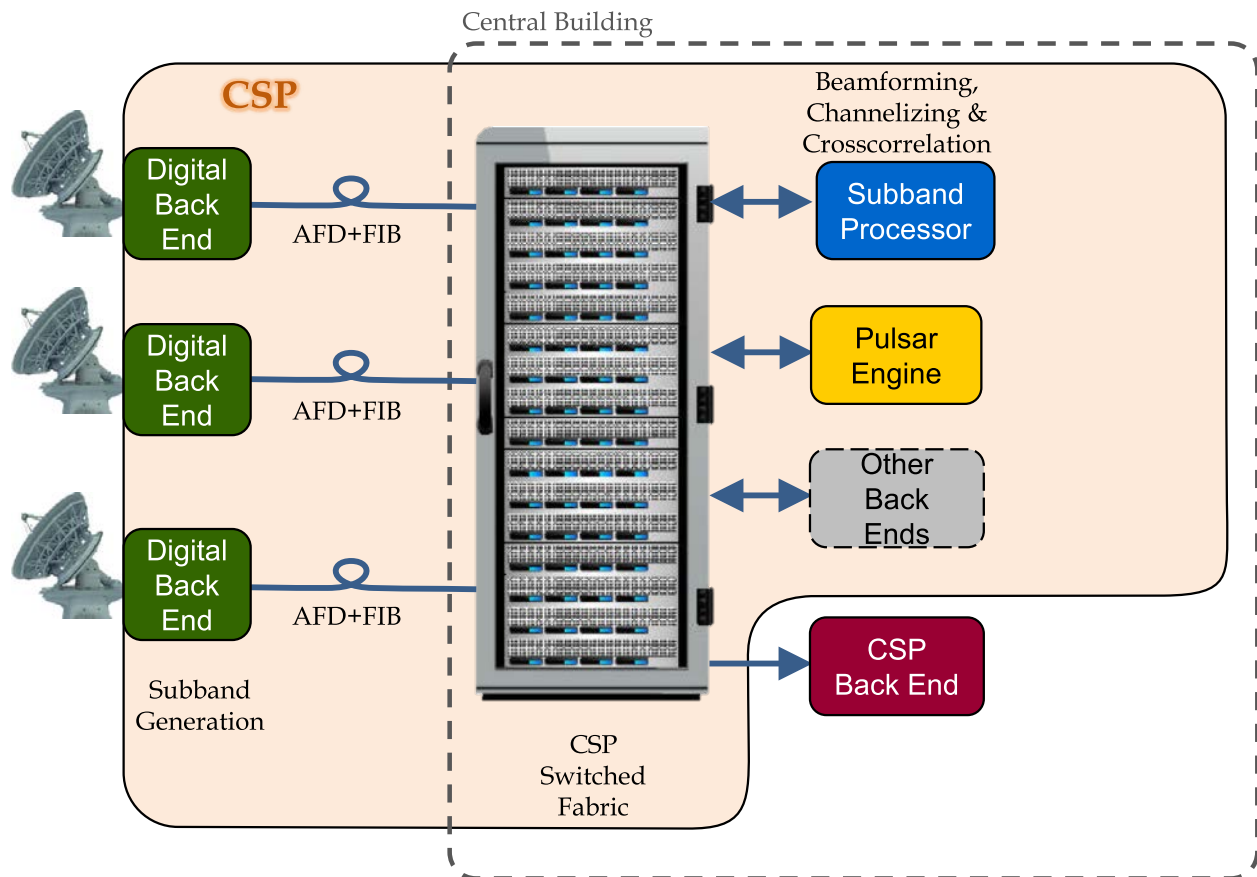 Central Building
CSP
Beamforming,
Channelizing &
Crosscorrelation
Digital
Back
End
AFD+FIB
Subband
Processor
Digital
Back
End
AFD+FIB
Pulsar
Engine
Other
Back
Ends
Digital
Back
End
AFD+FIB
CSP
Back End
Subband
Generation
CSP
Switched
Fabric